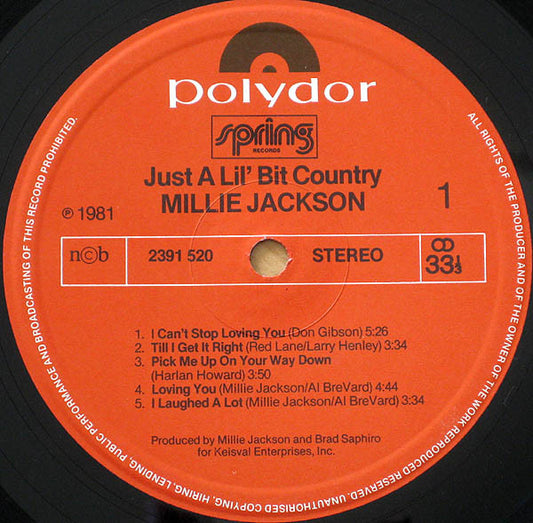 polydor
spring
RECORDS
Just A Lil' Bit Country
MILLIE JACKSON
℗ 1981
1
n©b
2391 520
STEREO
33⅓
1. I Can't Stop Loving You (Don Gibson) 5:26
2. Till I Get It Right (Red Lane/Larry Henley) 3:34
3. Pick Me Up On Your Way Down
(Harlan Howard) 3:50
4. Loving You (Millie Jackson/Al BreVard) 4:44
5. I Laughed A Lot (Millie Jackson/Al BreVard) 3:34
Produced by Millie Jackson and Brad Saphiro
for Keisval Enterprises, Inc.
ALL RIGHTS OF THE PRODUCER AND OF THE OWNER OF THE WORK REPRODUCED RESERVED. UNAUTHORISED COPYING, HIRING, LENDING, PUBLIC PERFORMANCE AND BROADCASTING OF THIS RECORD PROHIBITED.